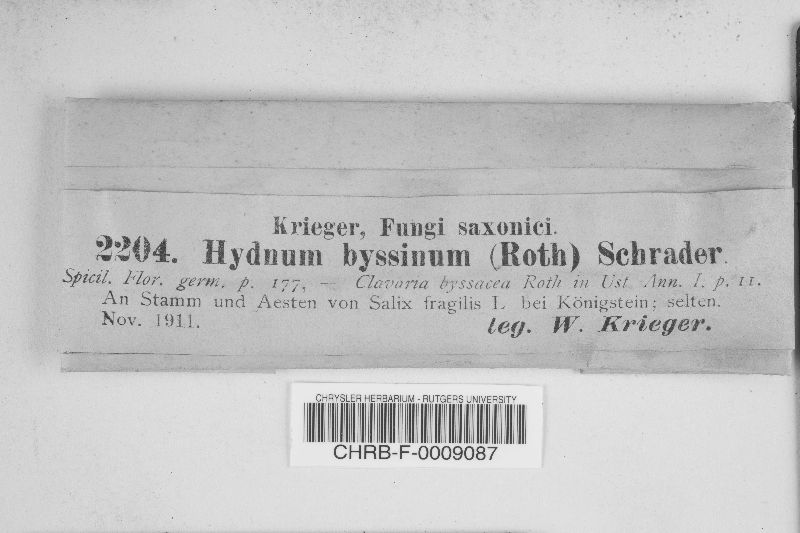 Krieger, Fungi saxonici.
2204. Hydnum byssinum (Roth) Schrader.
Spicil. Flor. germ. p. 177, — Clavaria byssacea Roth in Ust. Ann. I. p. 11.
An Stamm und Aesten von Salix fragilis L. bei Königstein; selten.
Nov. 1911.
leg. W. Krieger.
CHRYSLER HERBARIUM - RUTGERS UNIVERSITY
CHRB-F-0009087